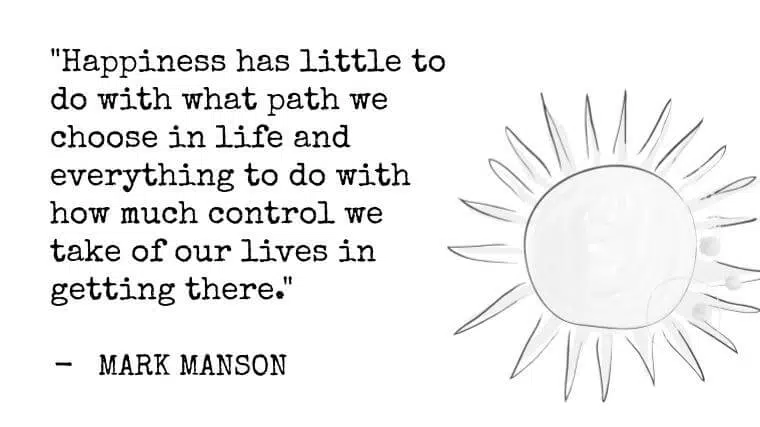 "Happiness has little to
do with what path we
choose in life and
everything to do with
how much control we
take of our lives in
getting there."
– MARK MANSON